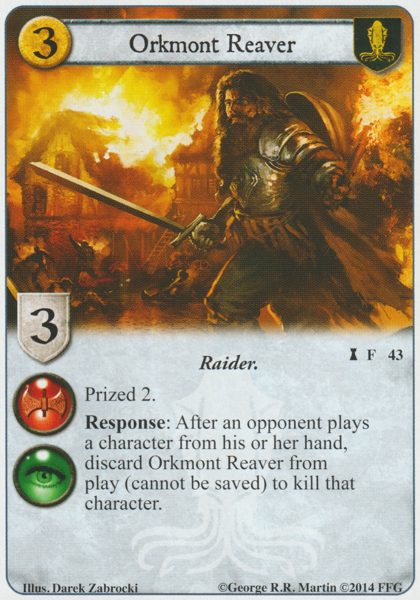 3
Orkmont Reaver
3
Raider.
F 43
Prized 2.
Response: After an opponent plays
a character from his or her hand,
discard Orkmont Reaver from
play (cannot be saved) to kill that
character.
Illus. Darek Zabrocki
©George R.R. Martin ©2014 FFG